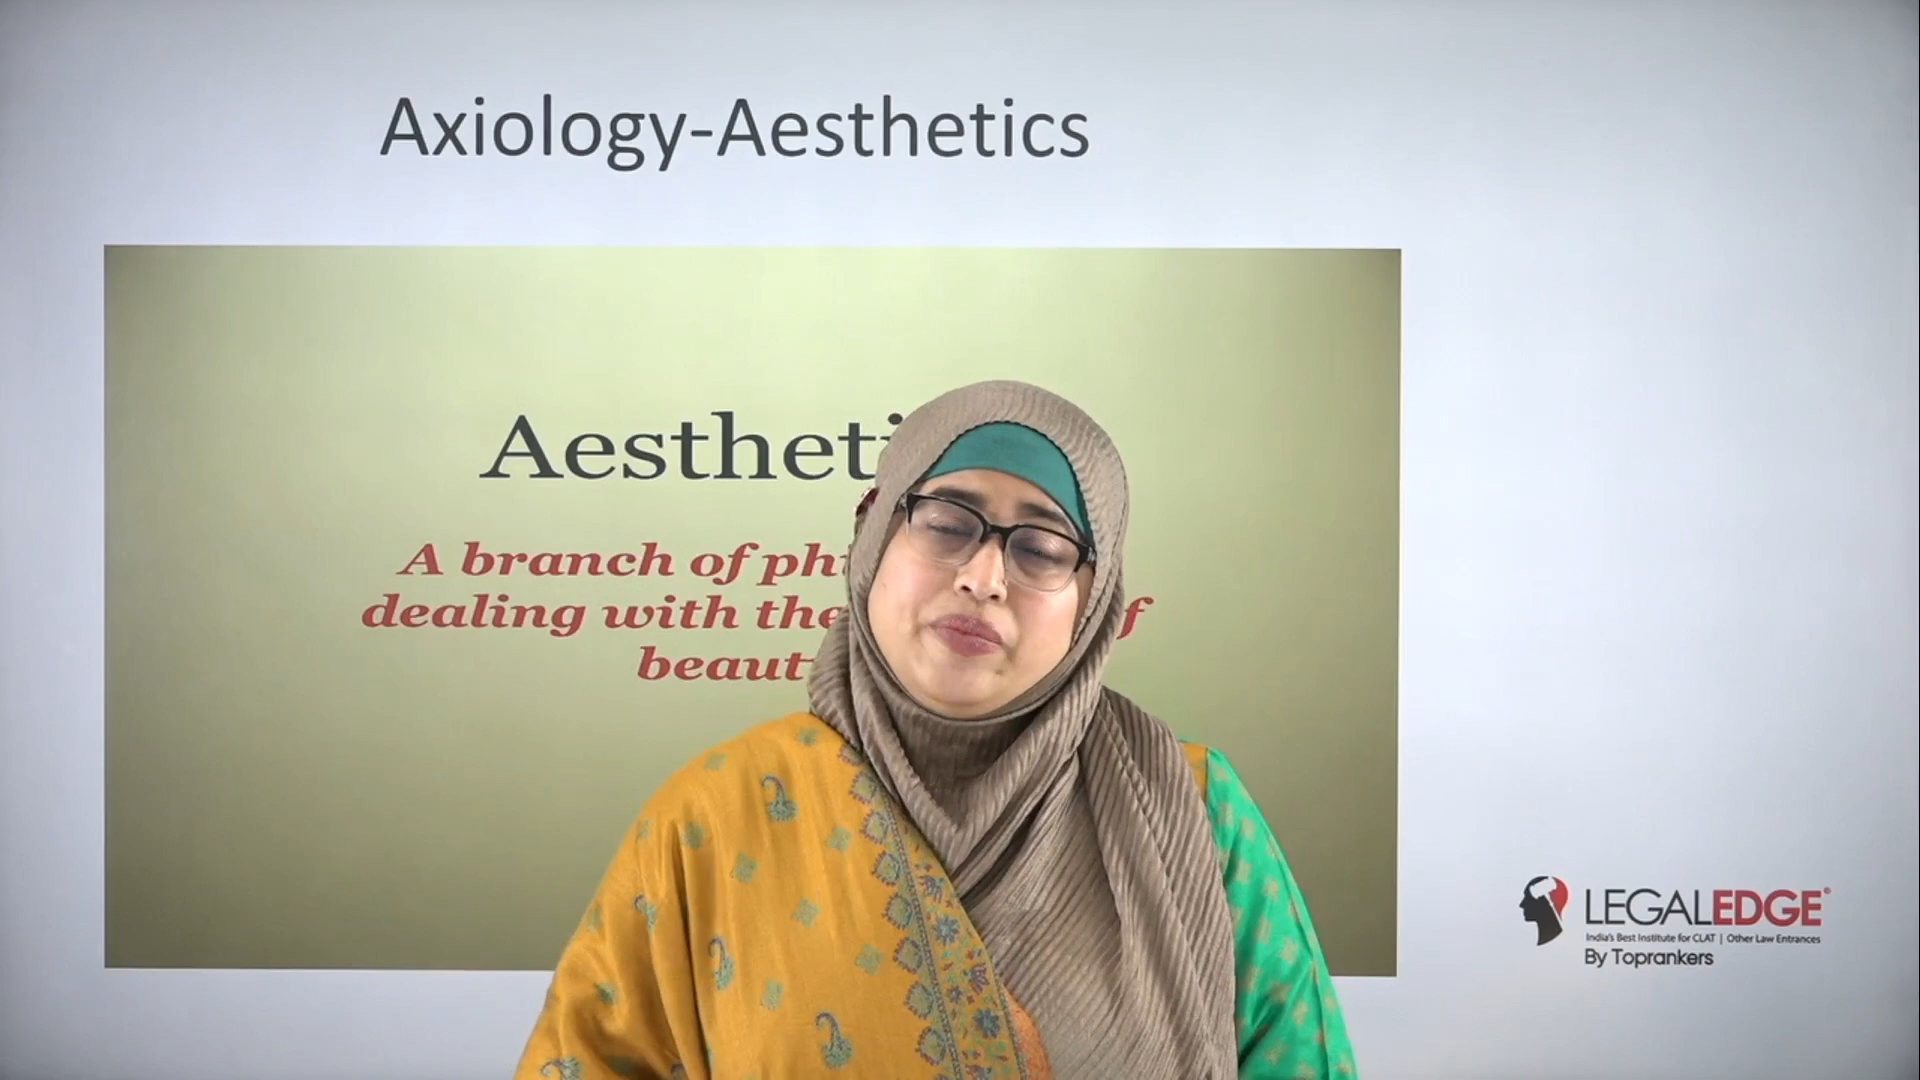 Axiology-Aesthetics
Aestheti
A branch of
dealing with the
beaut
LEGALEDGE
India's Best Institute for CLAT | Other Law Entrances
By Toprankers